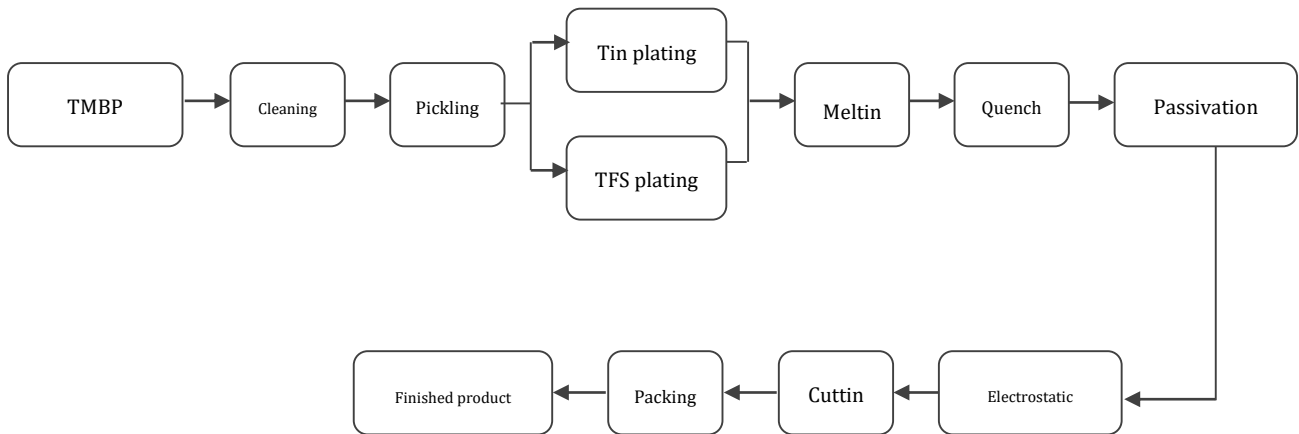 TMBP
Cleaning
Pickling
Tin plating
TFS plating
Meltin
Quench
Passivation
Electrostatic
Cuttin
Packing
Finished product